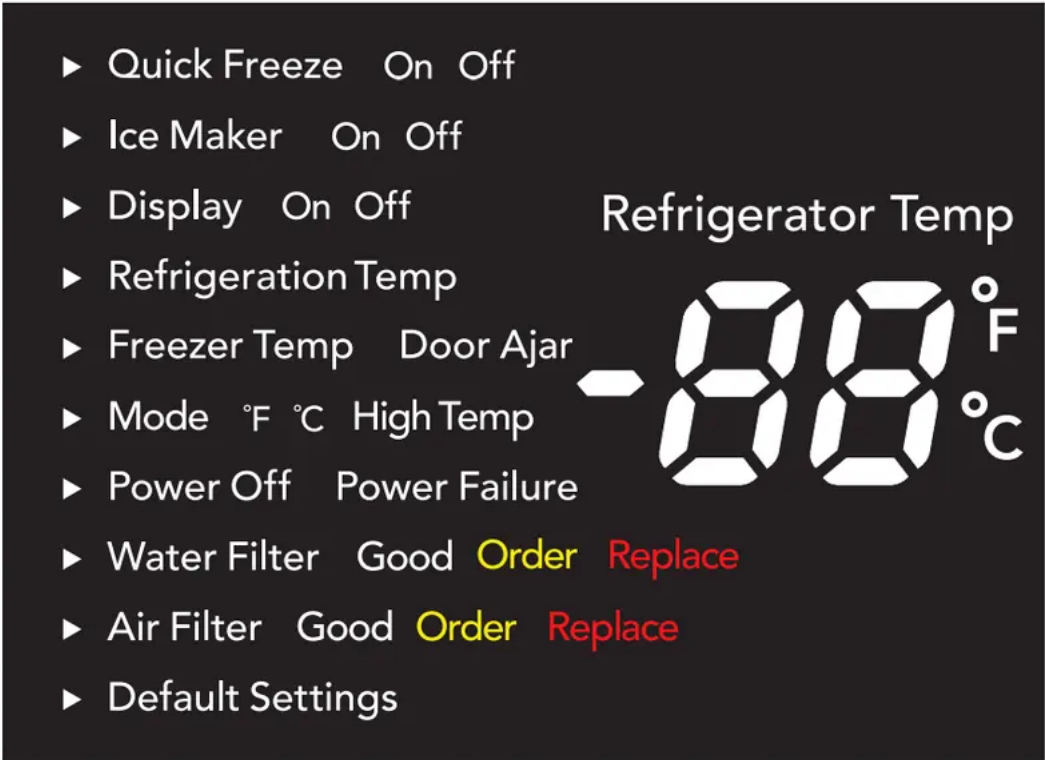 ▶ Quick Freeze On Off
▶ Ice Maker On Off
▶ Display On Off
Refrigerator Temp
▶ Refrigeration Temp
▶ Freezer Temp Door Ajar
-88 °F °C
▶ Mode °F °C High Temp
▶ Power Off Power Failure
▶ Water Filter Good Order Replace
▶ Air Filter Good Order Replace
▶ Default Settings